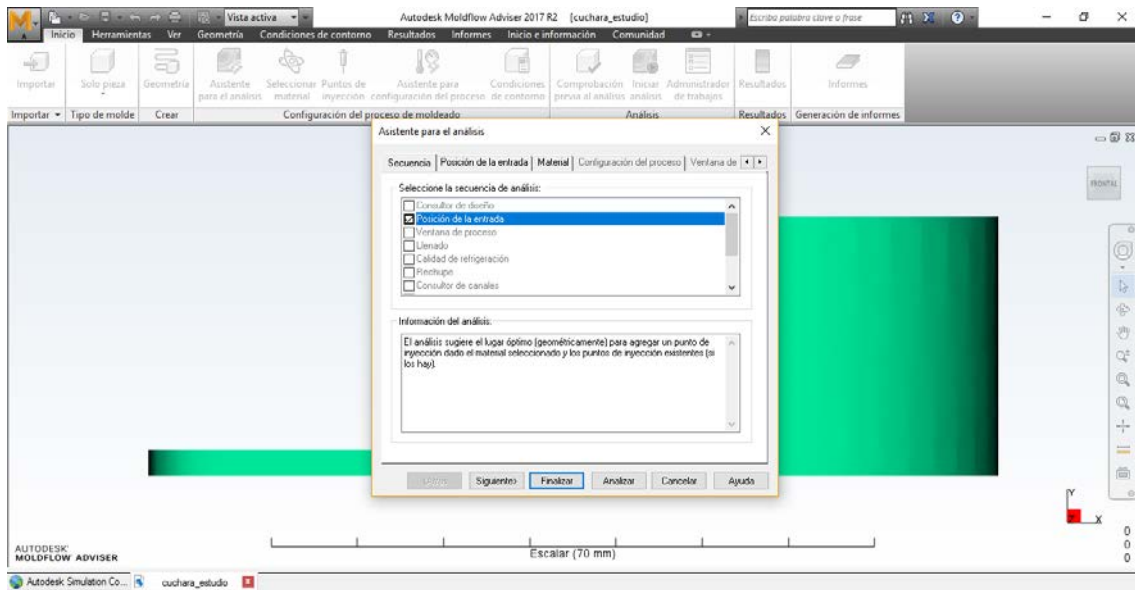 Vista activa
Autodesk Moldflow Adviser 2017 R2 [cuchara_estudio]
Escriba palabra clave o frase
Inicio Herramientas Ver Geometría Condiciones de contorno Resultados Informes Inicio e información Comunidad
Importar
Solo pieza
Geometría
Asistente para el análisis
Seleccionar material
Puntos de inyección
Asistente para configuración del proceso
Condiciones de contorno
Comprobación previa al análisis
Iniciar análisis
Administrador de trabajos
Resultados
Informes
Importar Tipo de molde Crear Configuración del proceso de moldeado Análisis Resultados Generación de informes
Asistente para el análisis
Secuencia Posición de la entrada Material Configuración del proceso Ventana de
Seleccione la secuencia de análisis:
Consultor de diseño
Posición de la entrada
Ventana de proceso
Llenado
Calidad de refrigeración
Rechupe
Consultor de canales
Información del análisis:
El análisis sugiere el lugar óptimo (geométricamente) para agregar un punto de
inyección dado el material seleccionado y los puntos de inyección existentes (si
los hay).
Siguiente> Finalizar Analizar Cancelar Ayuda
FRONTAL
Y
Z X
0
0
0
Escalar (70 mm)
AUTODESK
MOLDFLOW ADVISER
Autodesk Simulation Co... cuchara_estudio